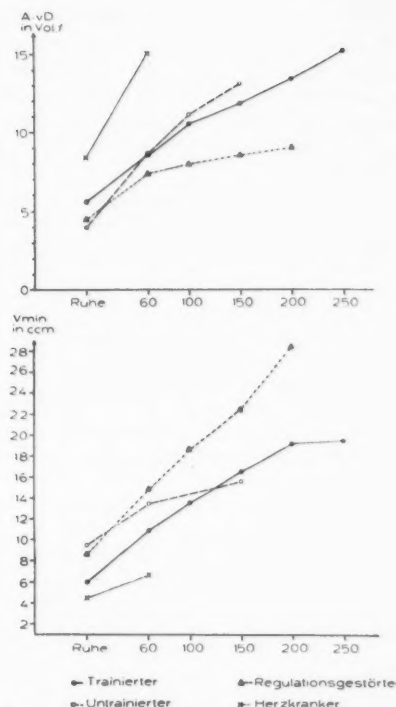 A-vD
in Vol%
15
10
5
0
Ruhe 60 100 150 200 250
Vmin
in ccm
28
26
24
22
20
18
16
14
12
10
8
6
4
2
Ruhe 60 100 150 200 250
Trainierter Regulationsgestörte
Untrainierter Herzkranker